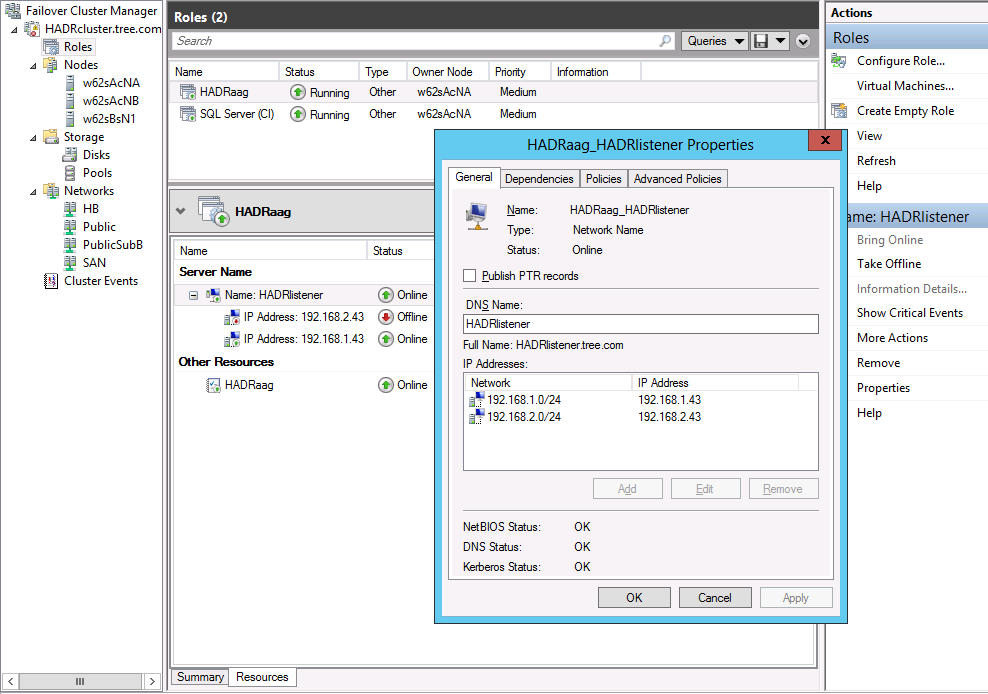 Failover Cluster Manager
HADRcluster.tree.com
Roles
Nodes
w62sAcNA
w62sAcNB
w62sBsN1
Storage
Disks
Pools
Networks
HB
Public
PublicSubB
SAN
Cluster Events
Roles (2)
Search
Queries
Name Status Type Owner Node Priority Information
HADRaag Running Other w62sAcNA Medium
SQL Server (CI) Running Other w62sAcNA Medium
HADRaag
Name Status
Server Name
Name: HADRlistener Online
IP Address: 192.168.2.43 Offline
IP Address: 192.168.1.43 Online
Other Resources
HADRaag Online
Summary Resources
HADRaag_HADRlistener Properties
X
General Dependencies Policies Advanced Policies
Name: HADRaag_HADRlistener
Type: Network Name
Status: Online
Publish PTR records
DNS Name:
HADRlistener
Full Name: HADRlistener.tree.com
IP Addresses:
Network IP Address
192.168.1.0/24 192.168.1.43
192.168.2.0/24 192.168.2.43
Add Edit Remove
NetBIOS Status: OK
DNS Status: OK
Kerberos Status: OK
OK Cancel Apply
Actions
Roles
Configure Role...
Virtual Machines...
Create Empty Role
View
Refresh
Help
ame: HADRlistener
Bring Online
Take Offline
Information Details...
Show Critical Events
More Actions
Remove
Properties
Help